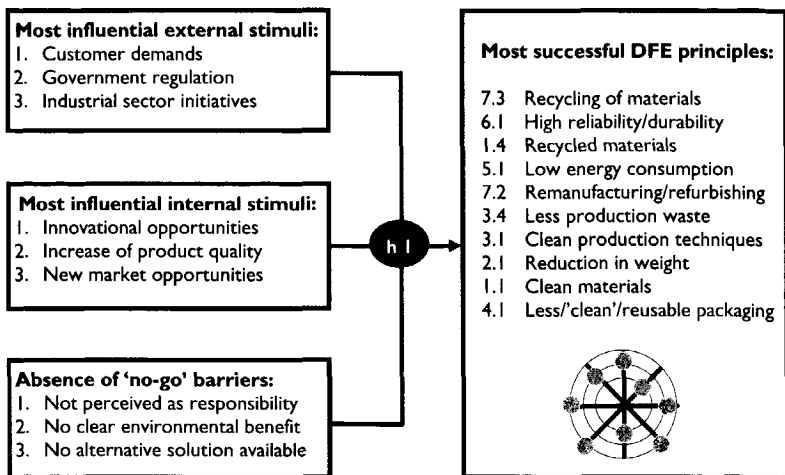 Most influential external stimuli:
1. Customer demands
2. Government regulation
3. Industrial sector initiatives
Most influential internal stimuli:
1. Innovational opportunities
2. Increase of product quality
3. New market opportunities
Absence of 'no-go' barriers:
1. Not perceived as responsibility
2. No clear environmental benefit
3. No alternative solution available
h 1
Most successful DFE principles:
7.3 Recycling of materials
6.1 High reliability/durability
1.4 Recycled materials
5.1 Low energy consumption
7.2 Remanufacturing/refurbishing
3.4 Less production waste
3.1 Clean production techniques
2.1 Reduction in weight
1.1 Clean materials
4.1 Less/'clean'/reusable packaging